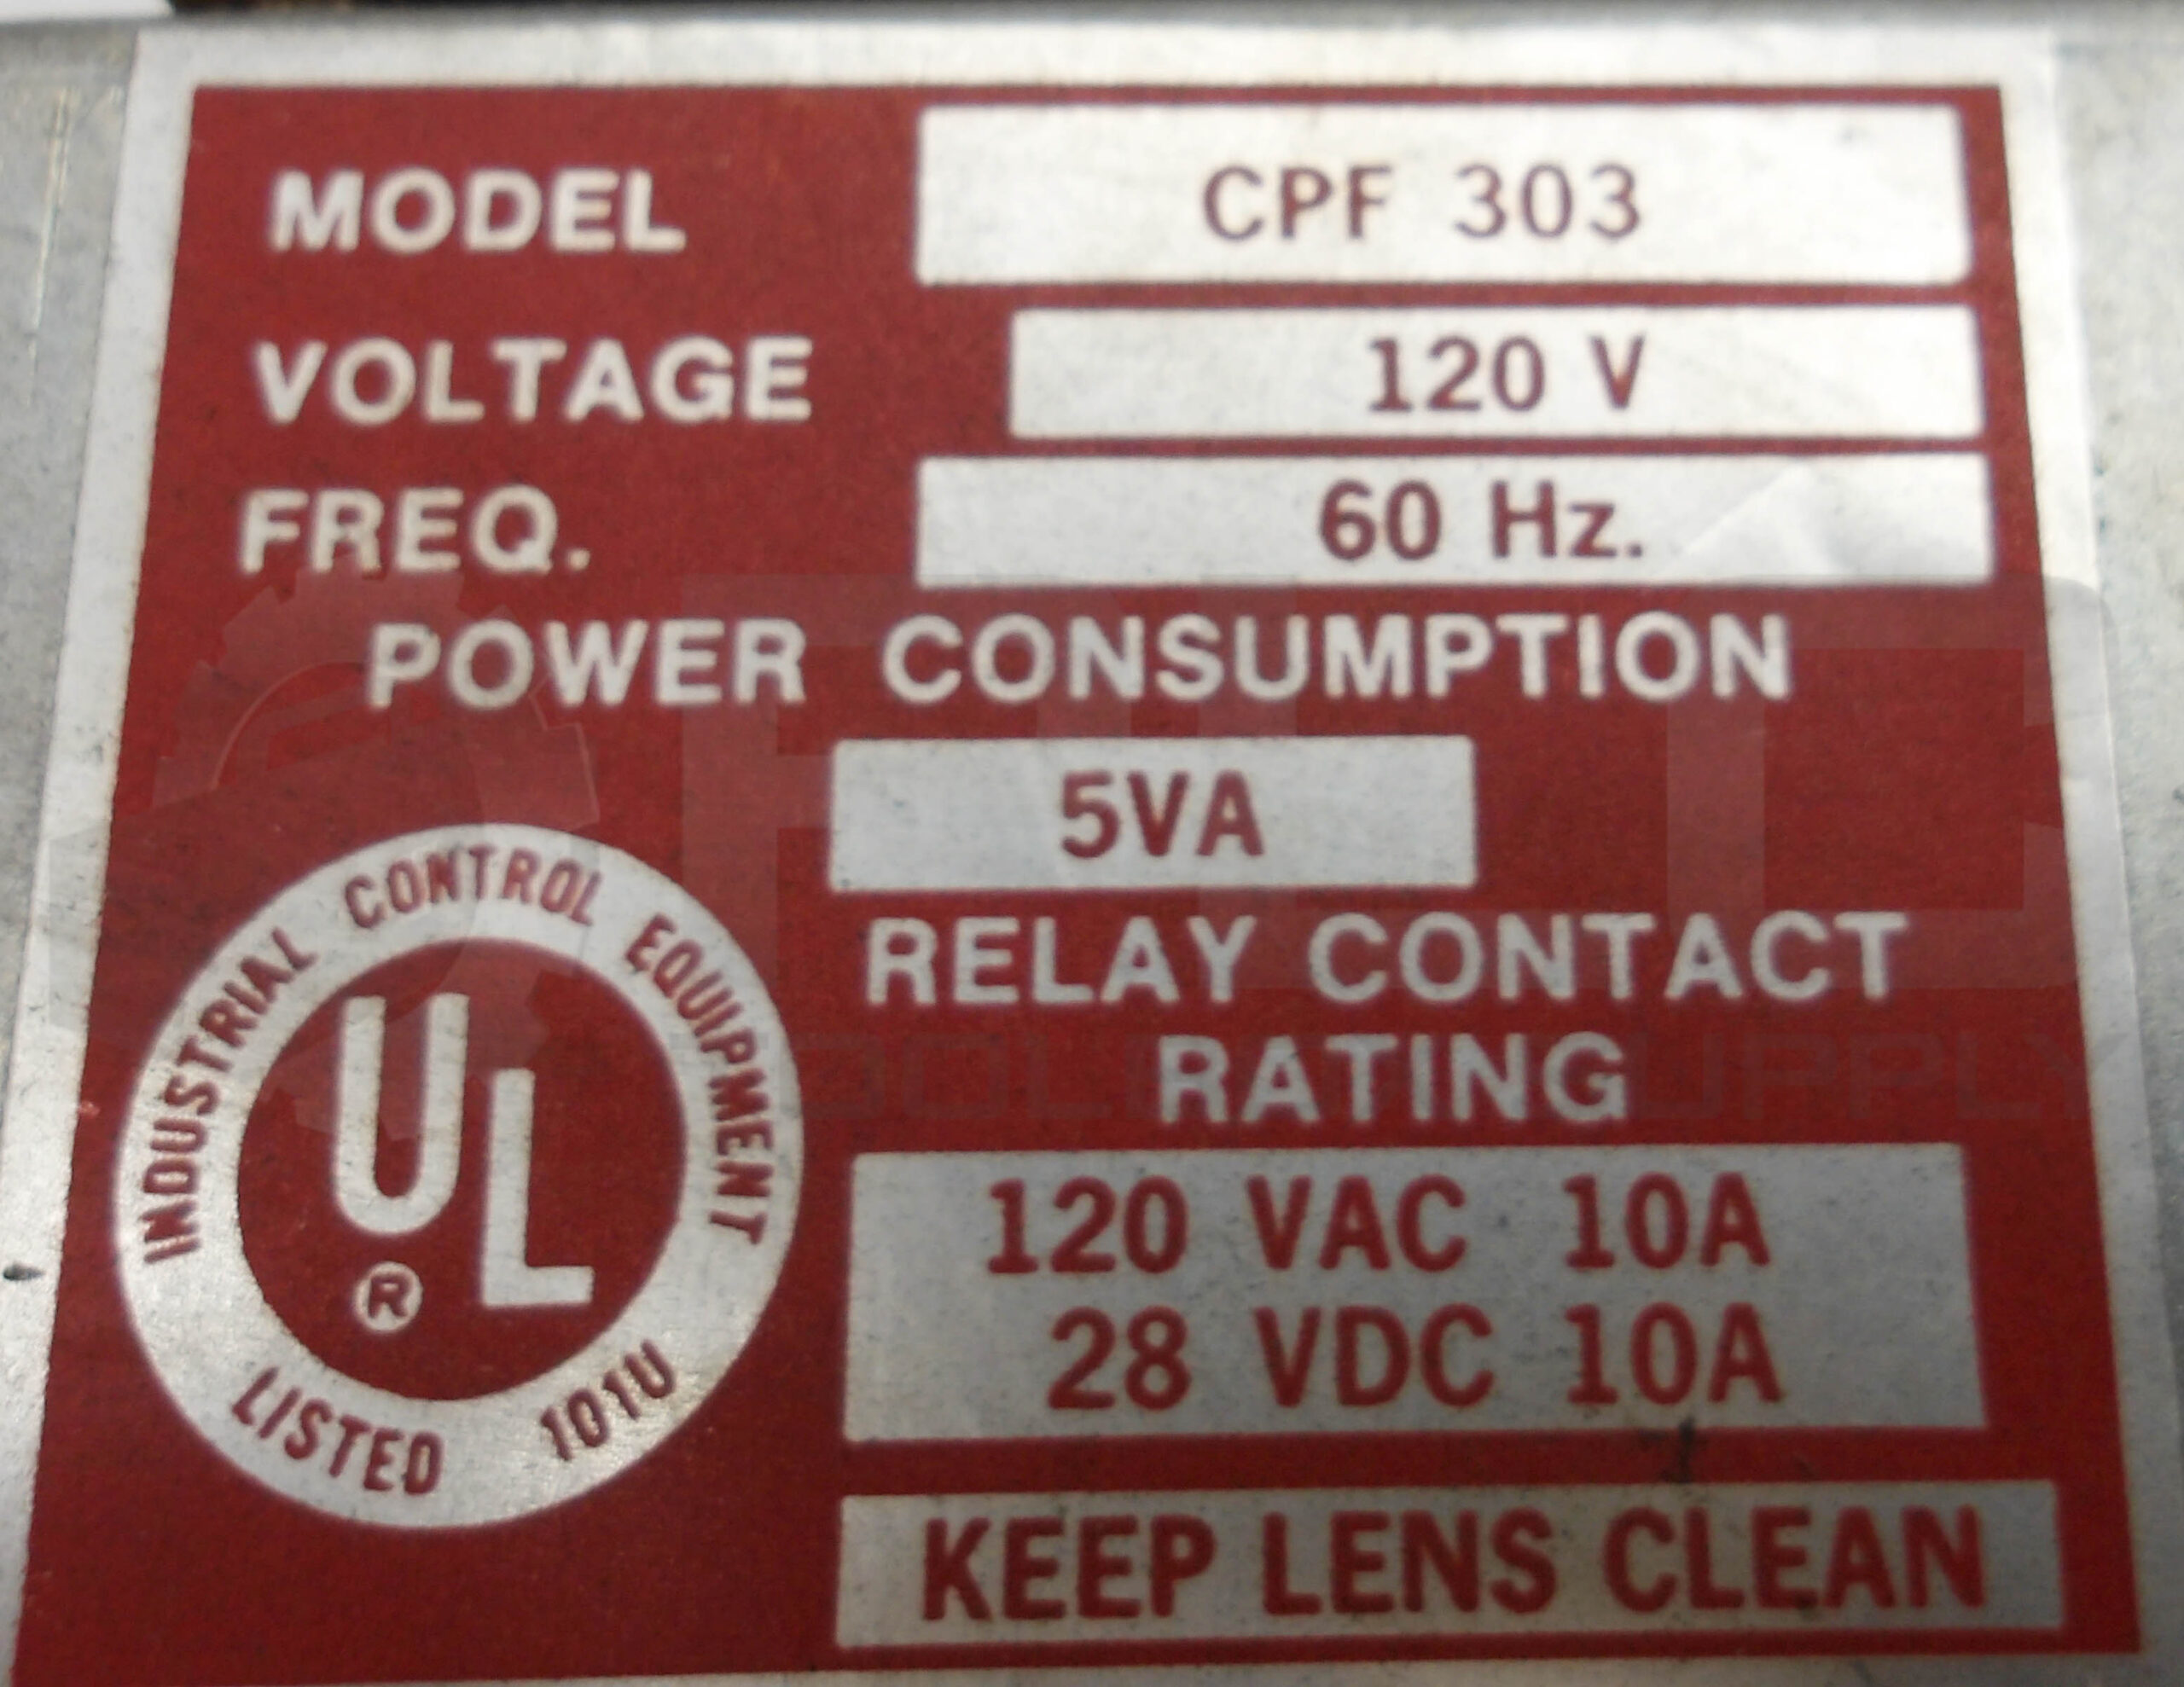 MODEL CPF 303
VOLTAGE 120 V
FREQ. 60 Hz.
POWER CONSUMPTION
5VA
RELAY CONTACT
RATING
120 VAC 10A
28 VDC 10A
KEEP LENS CLEAN
INDUSTRIAL CONTROL EQUIPMENT
UL
®
LISTED 101U
SUPPLY